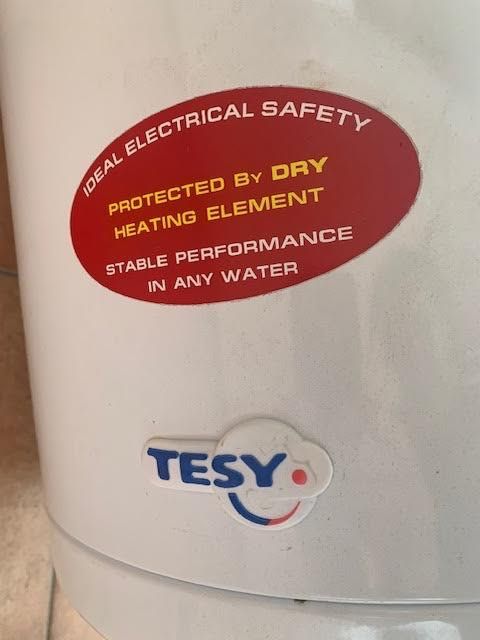 IDEAL ELECTRICAL SAFETY
PROTECTED BY DRY
HEATING ELEMENT
STABLE PERFORMANCE
IN ANY WATER
TESY